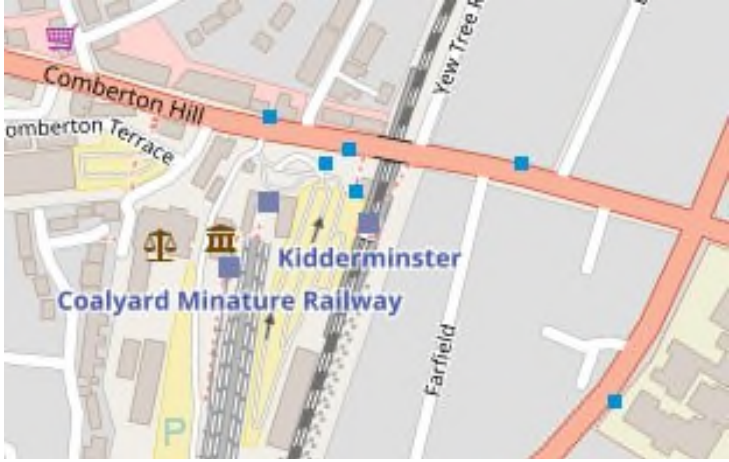 Yew Tree R
Comberton Hill
omberton Terrace
Kidderminster
Coalyard Minature Railway
Farfield
P